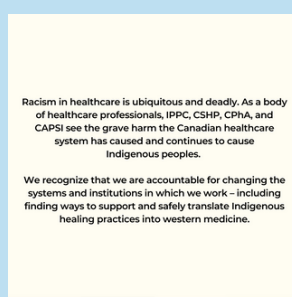 Racism in healthcare is ubiquitous and deadly. As a body
of healthcare professionals, IPPC, CSHP, CPhA, and
CAPSI see the grave harm the Canadian healthcare
system has caused and continues to cause
Indigenous peoples.
We recognize that we are accountable for changing the
systems and institutions in which we work – including
finding ways to support and safely translate Indigenous
healing practices into western medicine.